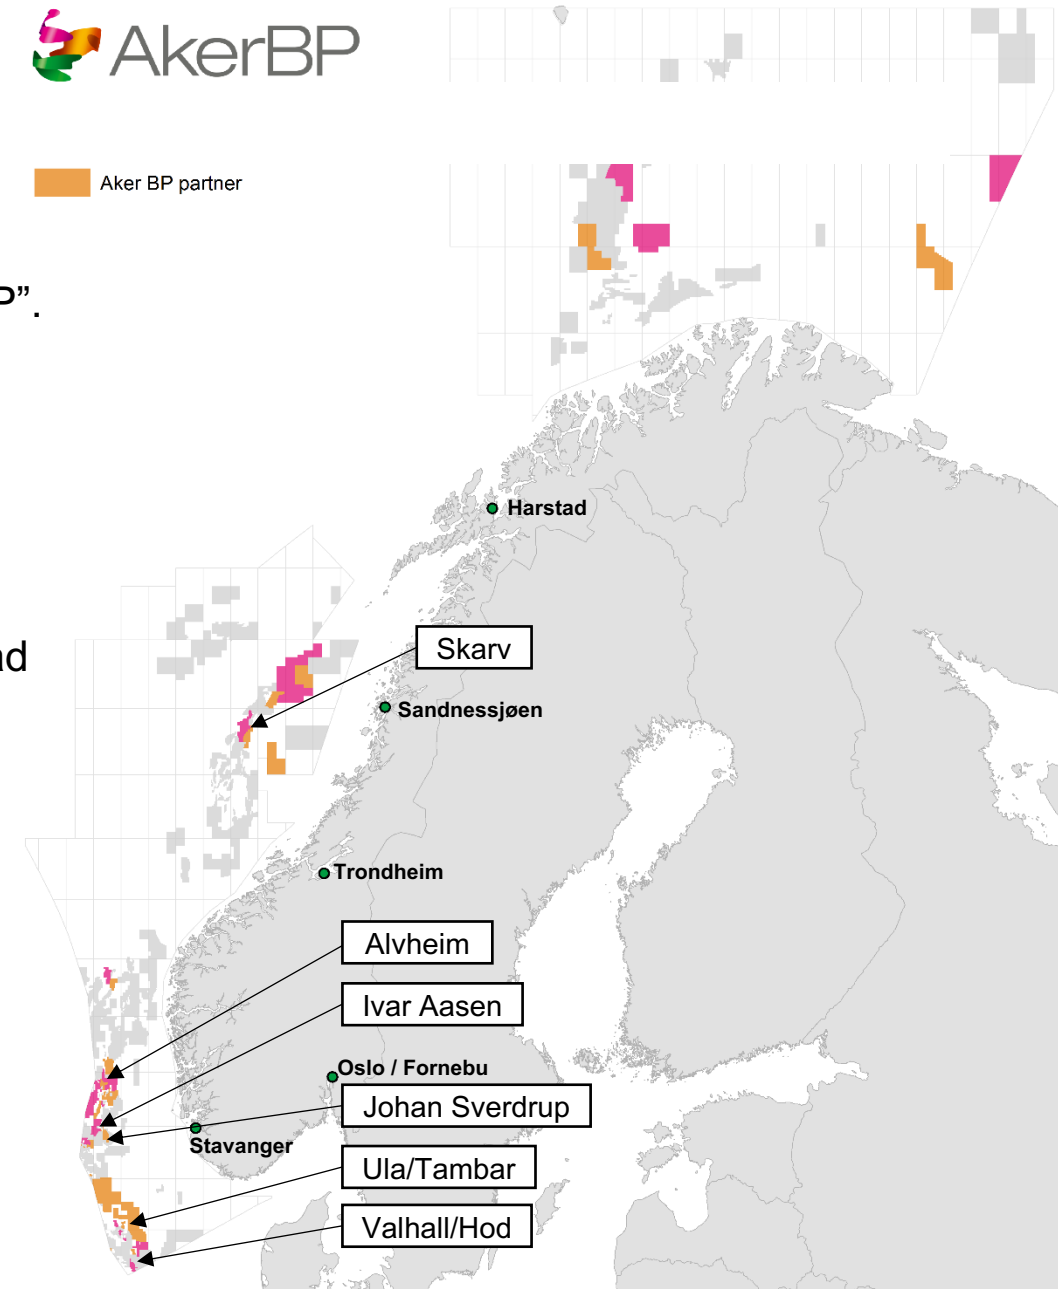 AkerBP
Aker BP partner
P”.
Harstad
ad
Skarv
Sandnessjøen
Trondheim
Alvheim
Ivar Aasen
Oslo / Fornebu
Johan Sverdrup
Stavanger
Ula/Tambar
Valhall/Hod